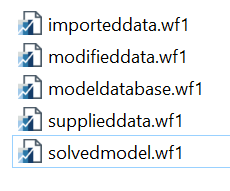 importeddata.wf1
modifieddata.wf1
modeldatabase.wf1
supplieddata.wf1
solvedmodel.wf1